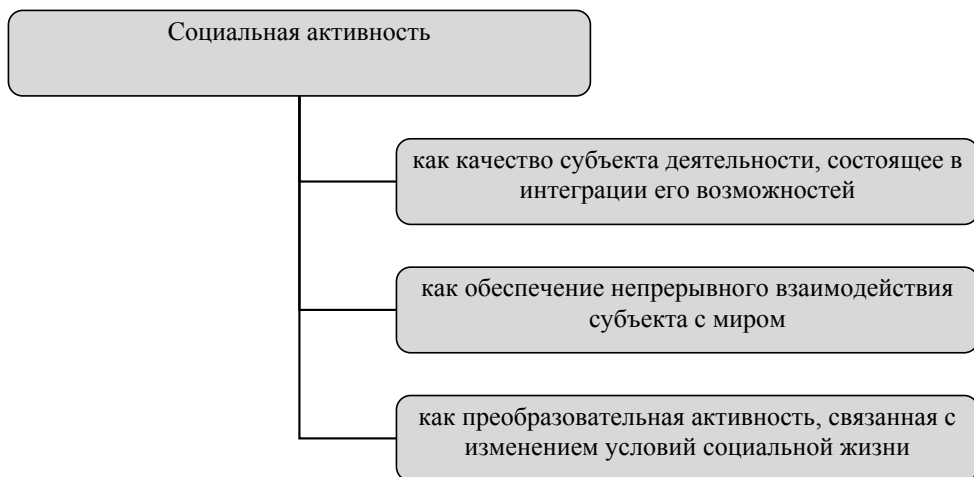 Социальная активность
как качество субъекта деятельности, состоящее в
интеграции его возможностей
как обеспечение непрерывного взаимодействия
субъекта с миром
как преобразовательная активность, связанная с
изменением условий социальной жизни